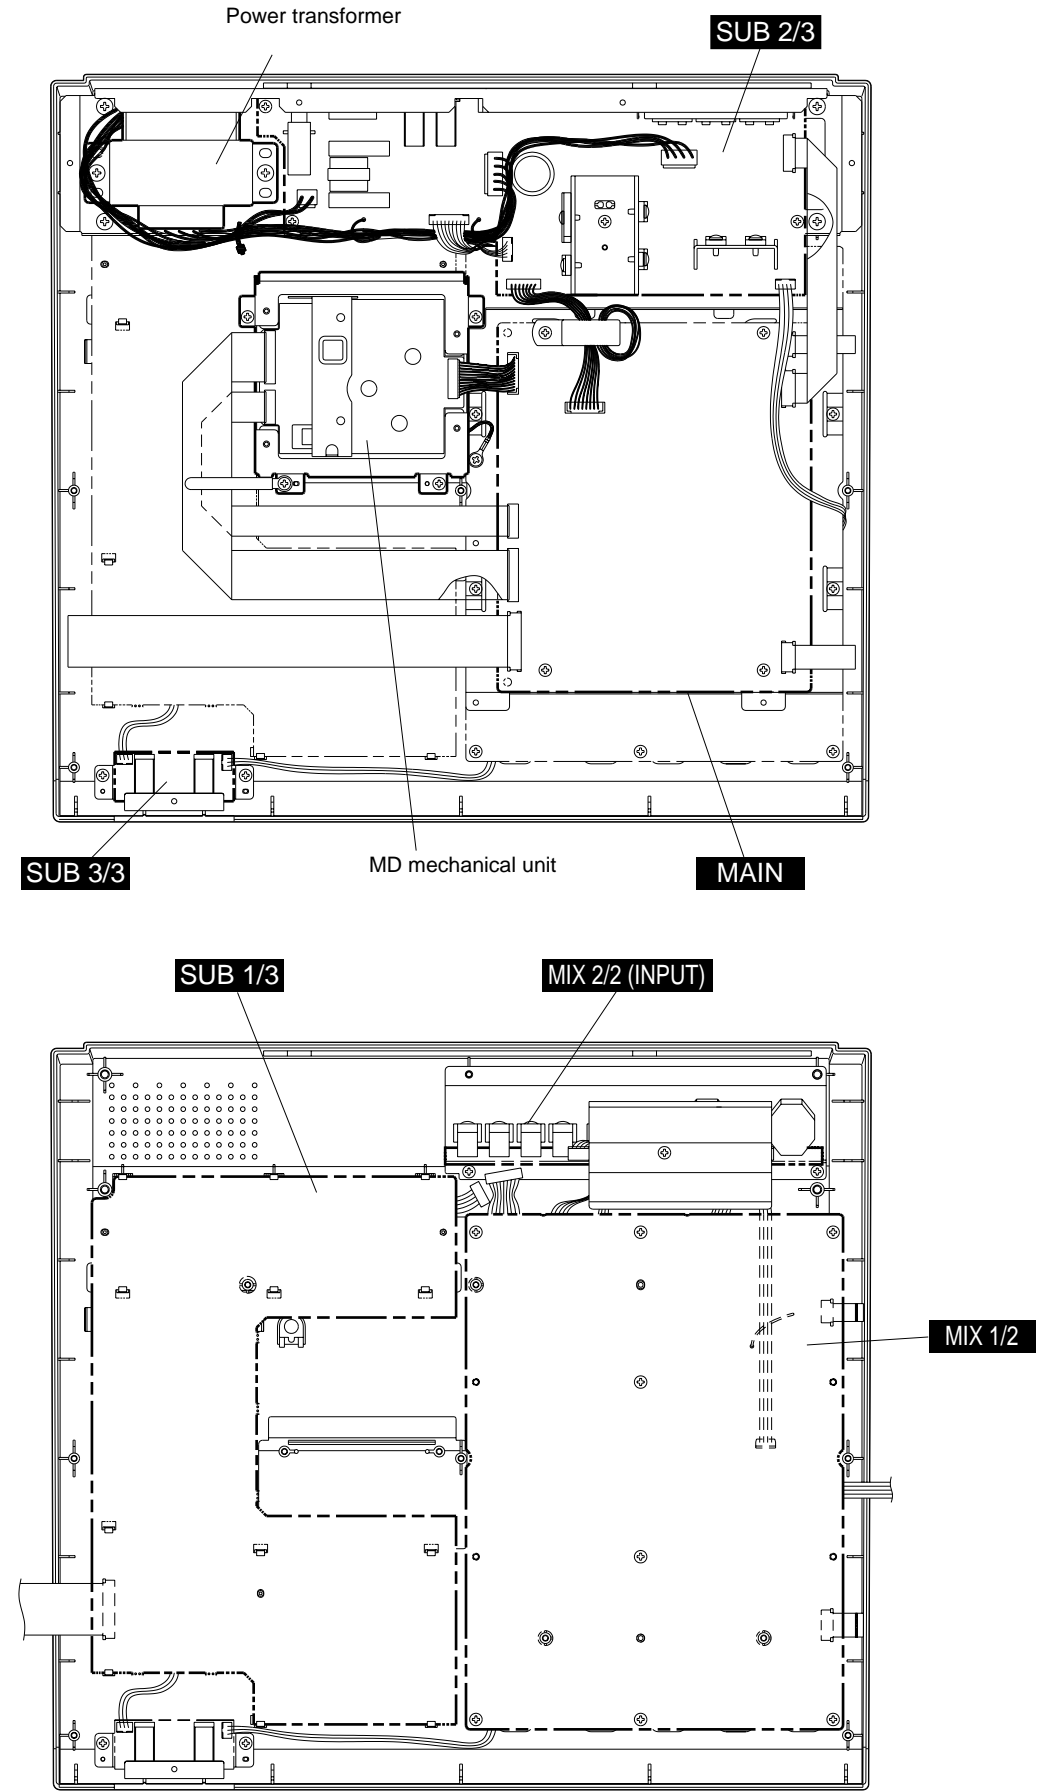 Power transformer
SUB 2/3
SUB 3/3
MD mechanical unit
MAIN
SUB 1/3
MIX 2/2 (INPUT)
MIX 1/2